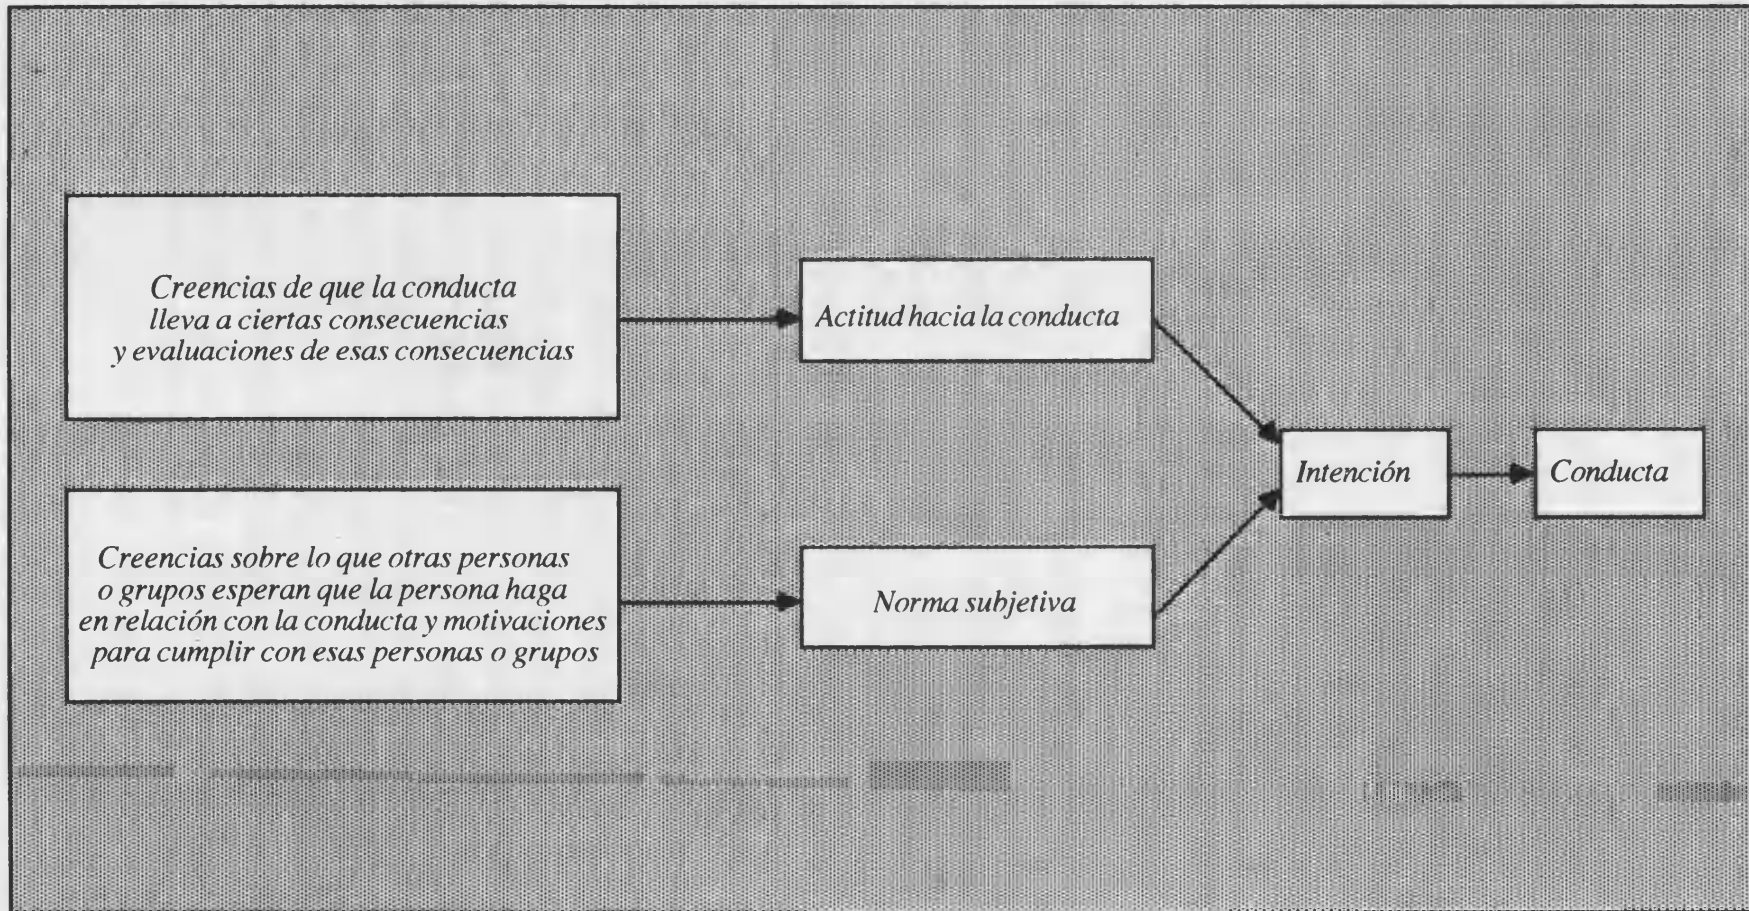 Creencias de que la conducta
lleva a ciertas consecuencias
y evaluaciones de esas consecuencias
Actitud hacia la conducta
Intención
Conducta
Creencias sobre lo que otras personas
o grupos esperan que la persona haga
en relación con la conducta y motivaciones
para cumplir con esas personas o grupos
Norma subjetiva